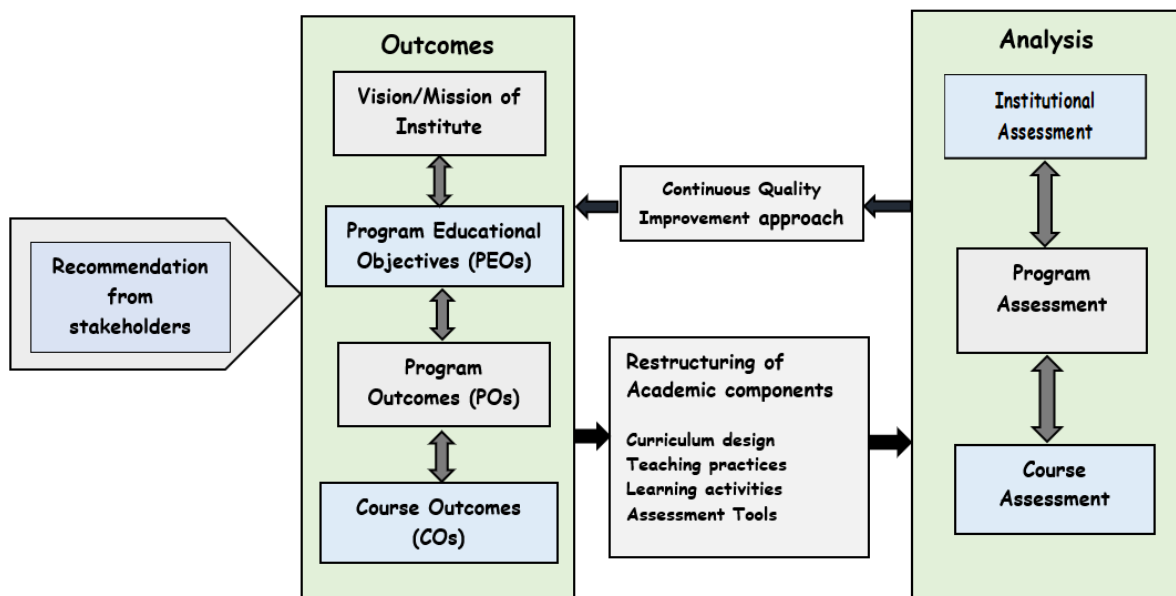 Recommendation
from
stakeholders
Outcomes
Vision/Mission of
Institute
Program Educational
Objectives (PEOs)
Program
Outcomes (POs)
Course Outcomes
(COs)
Continuous Quality
Improvement approach
Restructuring of
Academic components
Curriculum design
Teaching practices
Learning activities
Assessment Tools
Analysis
Institutional
Assessment
Program
Assessment
Course
Assessment